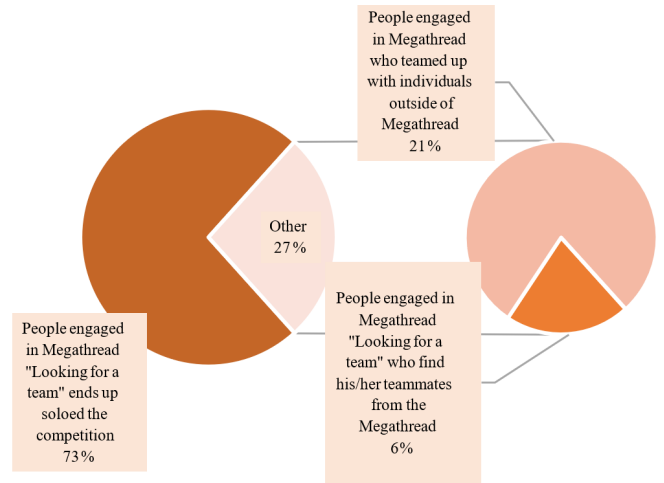 People engaged
in Megathread
who teamed up
with individuals
outside of
Megathread
21%
Other
27%
People engaged in
Megathread
"Looking for a
team" who find
his/her teammates
from the
Megathread
6%
People engaged
in Megathread
"Looking for a
team" ends up
soloed the
competition
73%